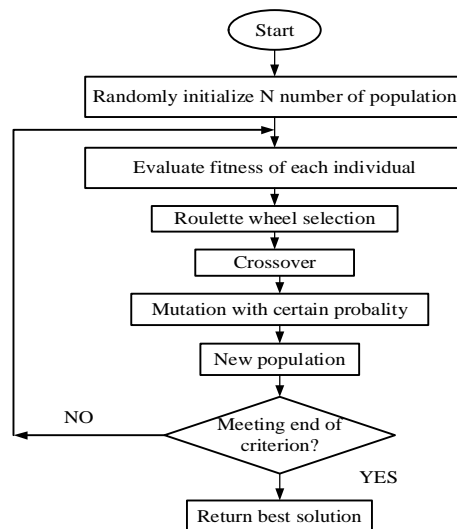 Start
Randomly initialize N number of population
Evaluate fitness of each individual
Roulette wheel selection
Crossover
Mutation with certain probality
New population
Meeting end of
criterion?
NO
YES
Return best solution